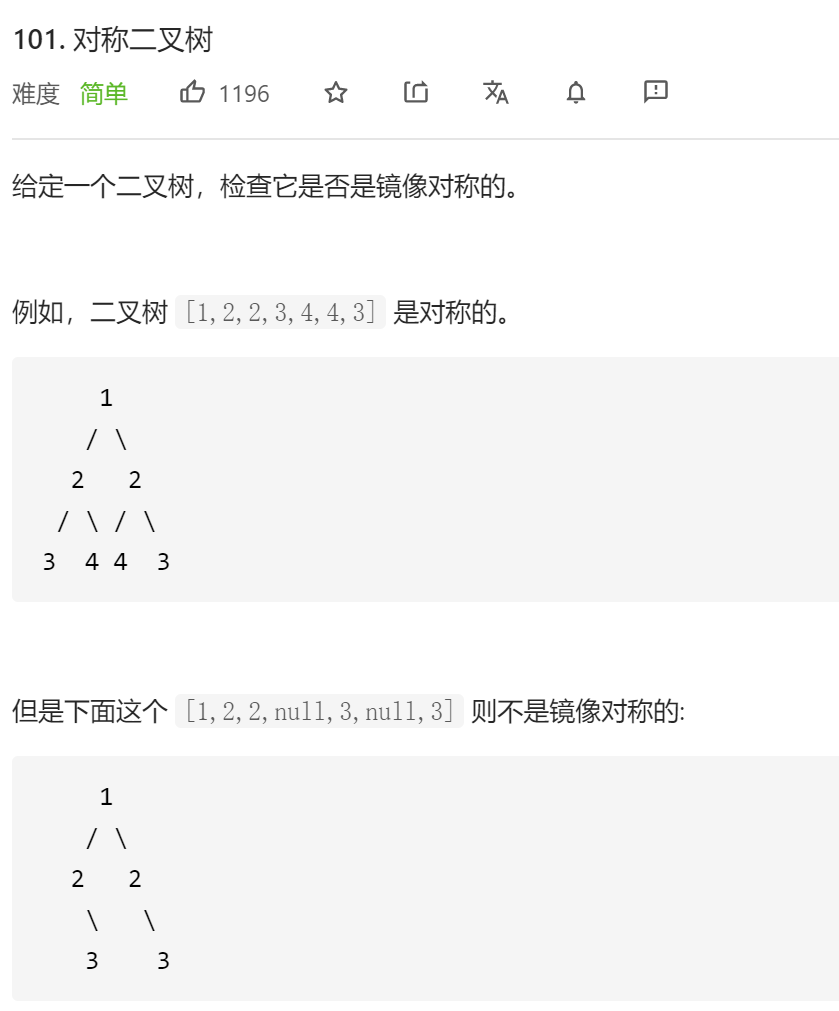 101. 对称二叉树
难度 简单 1196 文A
给定一个二叉树，检查它是否是镜像对称的。
例如，二叉树 [1,2,2,3,4,4,3] 是对称的。
1
/ \
2 2
/ \ / \
3 4 4 3
但是下面这个 [1,2,2,null,3,null,3] 则不是镜像对称的:
1
/ \
2 2
\ \
3 3